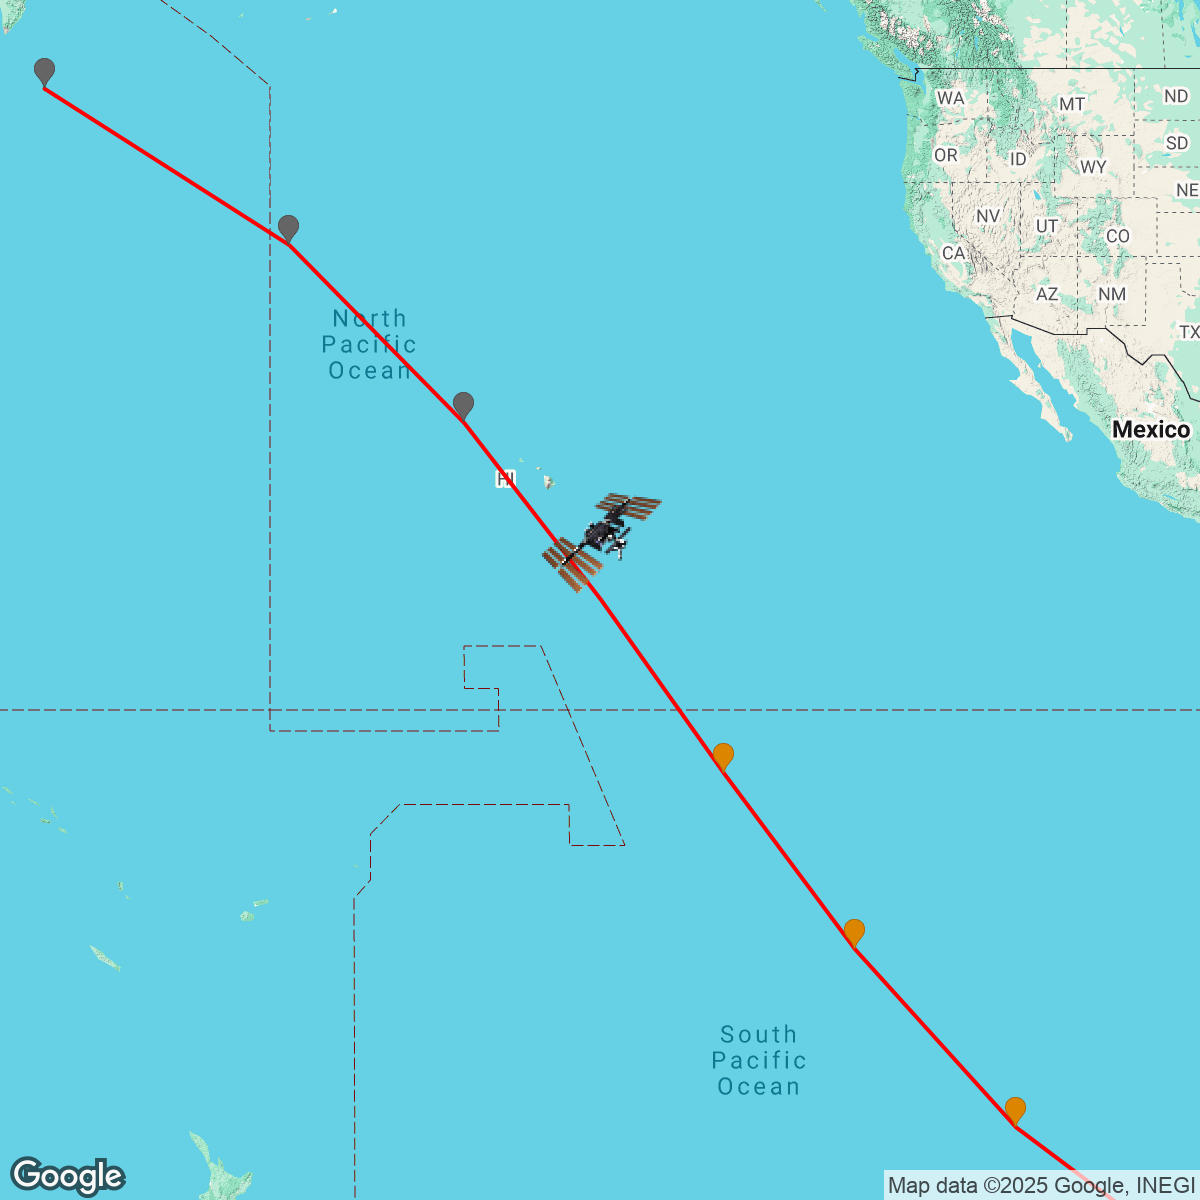 WA
MT
ND
OR
ID
SD
WY
NE
NV
UT
CO
CA
AZ
NM
North
Pacific
Ocean
TX
Mexico
HI
South
Pacific
Ocean
Google
Map data ©2025 Google, INEGI